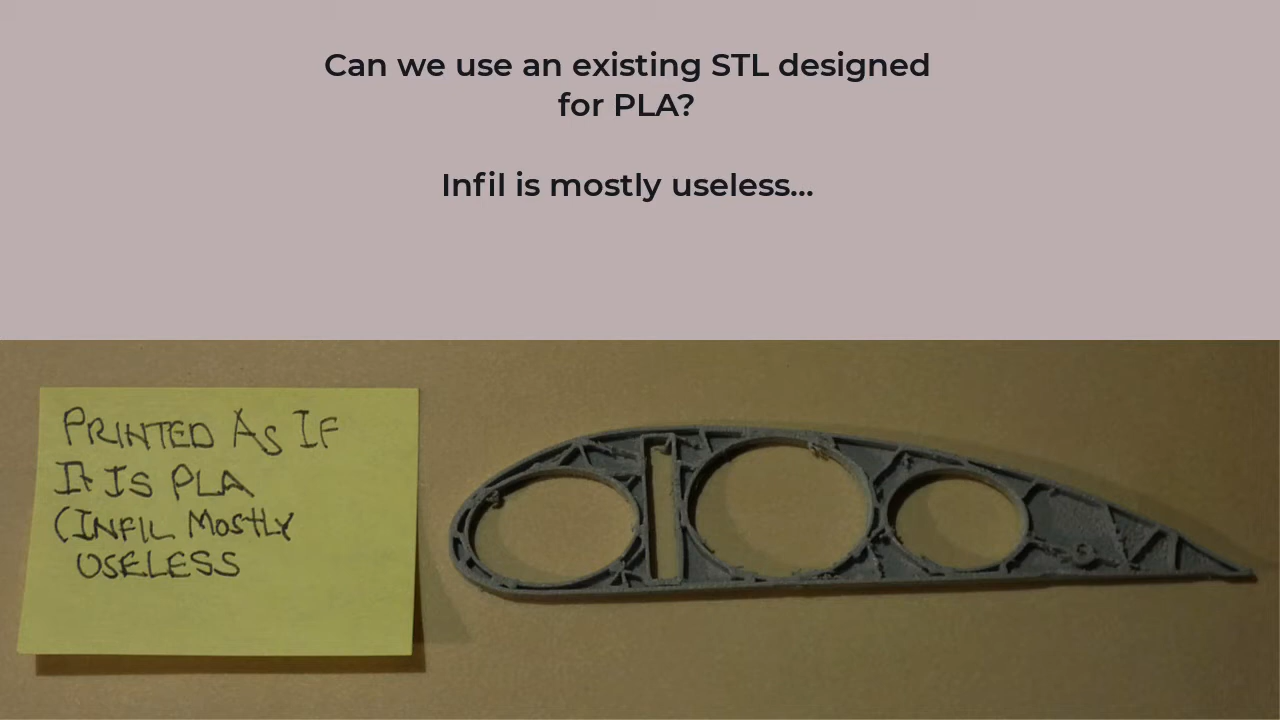 Can we use an existing STL designed
for PLA?
Infil is mostly useless...
PRINTED AS IF
It IS PLA
(INFIL MOSTLY
USELESS